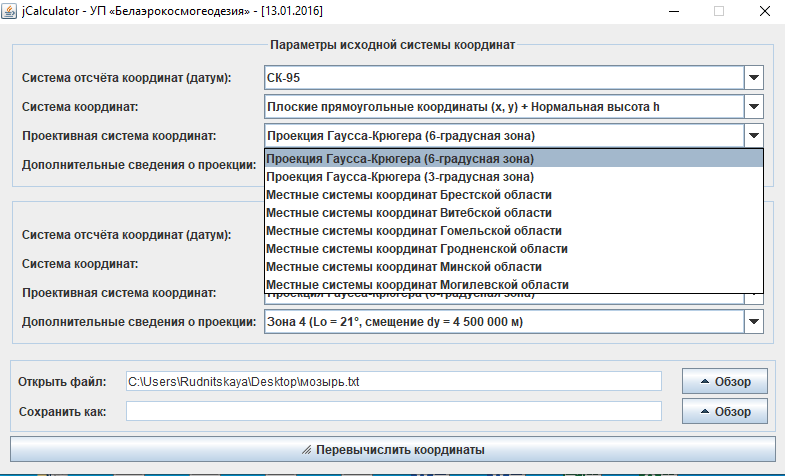 jCalculator - УП «Белаэрокосмогеодезия» - [13.01.2016]
Параметры исходной системы координат
Система отсчёта координат (датум): СК-95
Система координат: Плоские прямоугольные координаты (x, y) + Нормальная высота h
Проективная система координат: Проекция Гаусса-Крюгера (6-градусная зона)
Дополнительные сведения о проекции:
Проекция Гаусса-Крюгера (6-градусная зона)
Проекция Гаусса-Крюгера (3-градусная зона)
Местные системы координат Брестской области
Местные системы координат Витебской области
Местные системы координат Гомельской области
Местные системы координат Гродненской области
Местные системы координат Минской области
Местные системы координат Могилевской области
Система отсчёта координат (датум):
Система координат:
Проективная система координат: Проекция Гаусса-Крюгера (6-градусная зона)
Дополнительные сведения о проекции: Зона 4 (Lo = 21°, смещение dy = 4 500 000 м)
Открыть файл: C:\Users\Rudnitskaya\Desktop\мозырь.txt Обзор
Сохранить как: Обзор
Перевычислить координаты